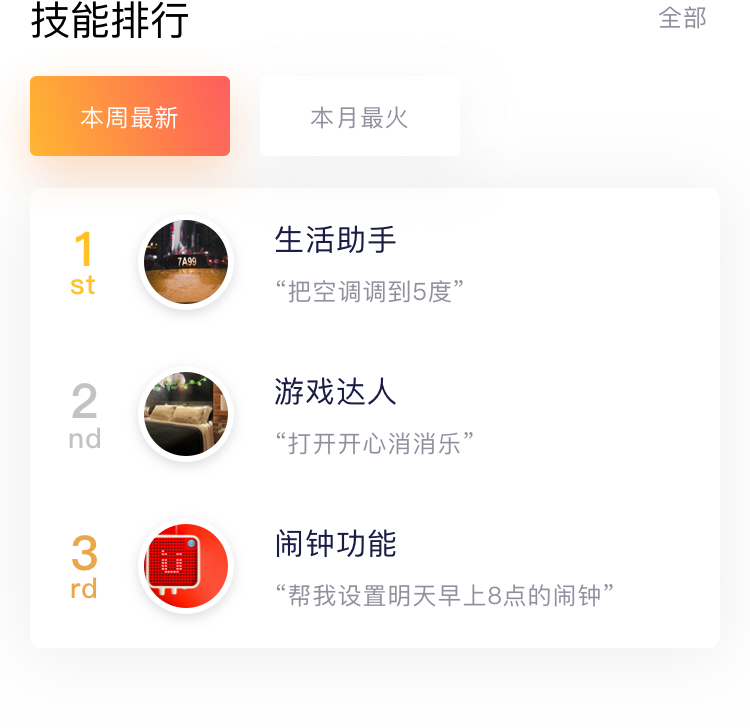 技能排行
全部
本周最新
本月最火
1
st
7A99
生活助手
“把空调调到5度”
2
nd
游戏达人
“打开开心消消乐”
3
rd
闹钟功能
“帮我设置明天早上8点的闹钟”